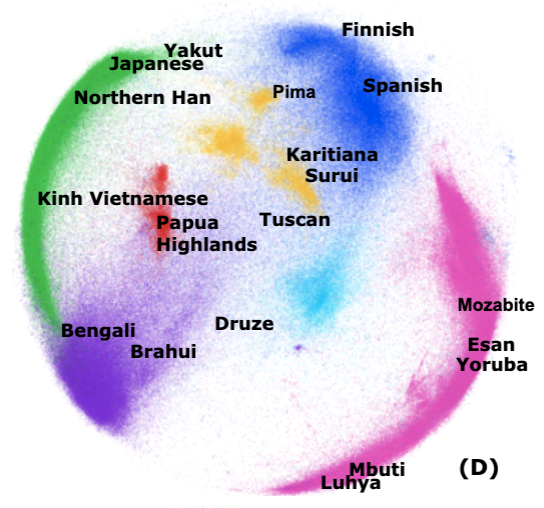 Finnish
Yakut
Japanese
Spanish
Pima
Northern Han
Karitiana
Surui
Kinh Vietnamese
Tuscan
Papua
Highlands
Mozabite
Druze
Bengali
Brahui
Esan
Yoruba
Mbuti
(D)
Luhya